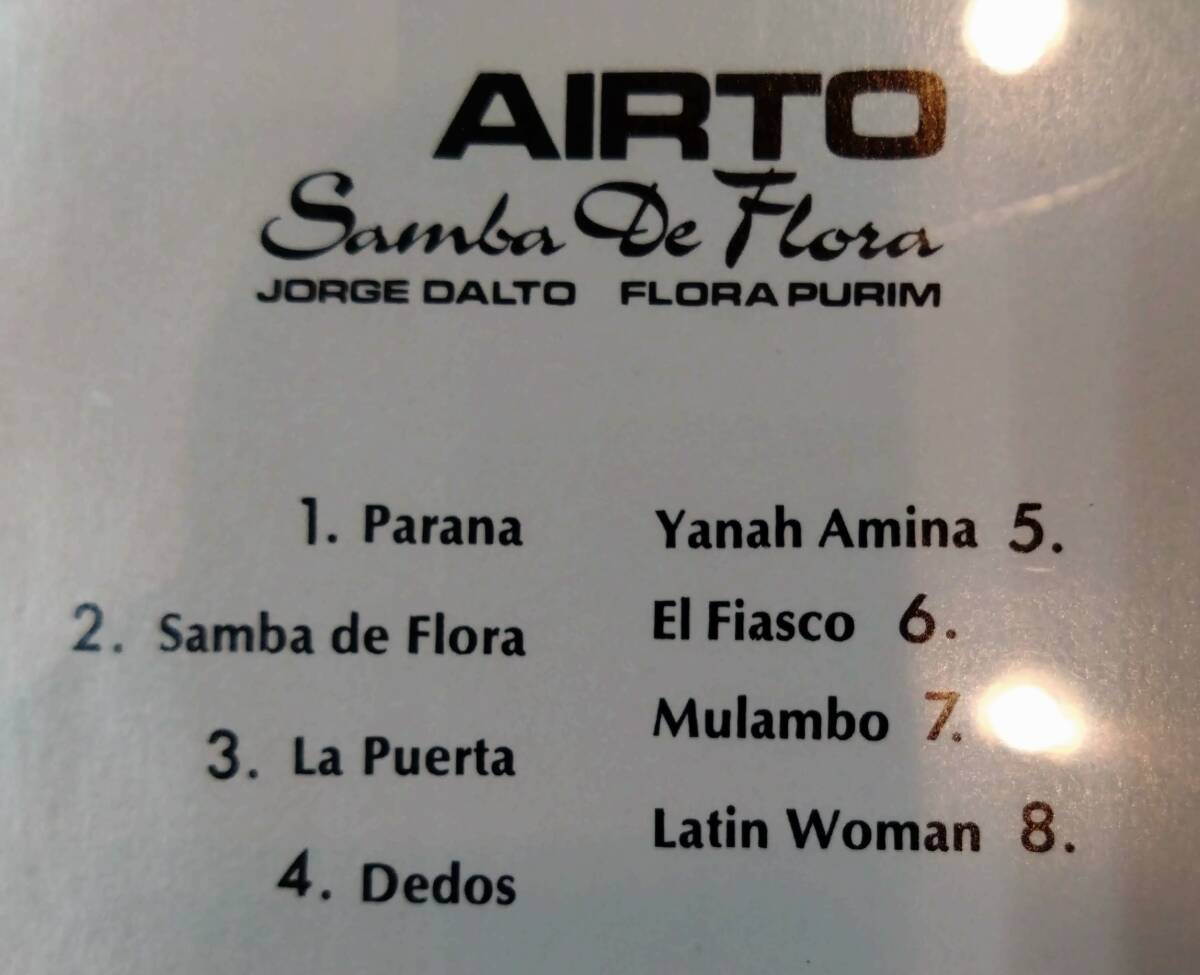 AIRTO
Samba De Flora
JORGE DALTO FLORA PURIM
1. Parana
2. Samba de Flora
3. La Puerta
4. Dedos
Yanah Amina 5.
El Fiasco 6.
Mulambo 7.
Latin Woman 8.